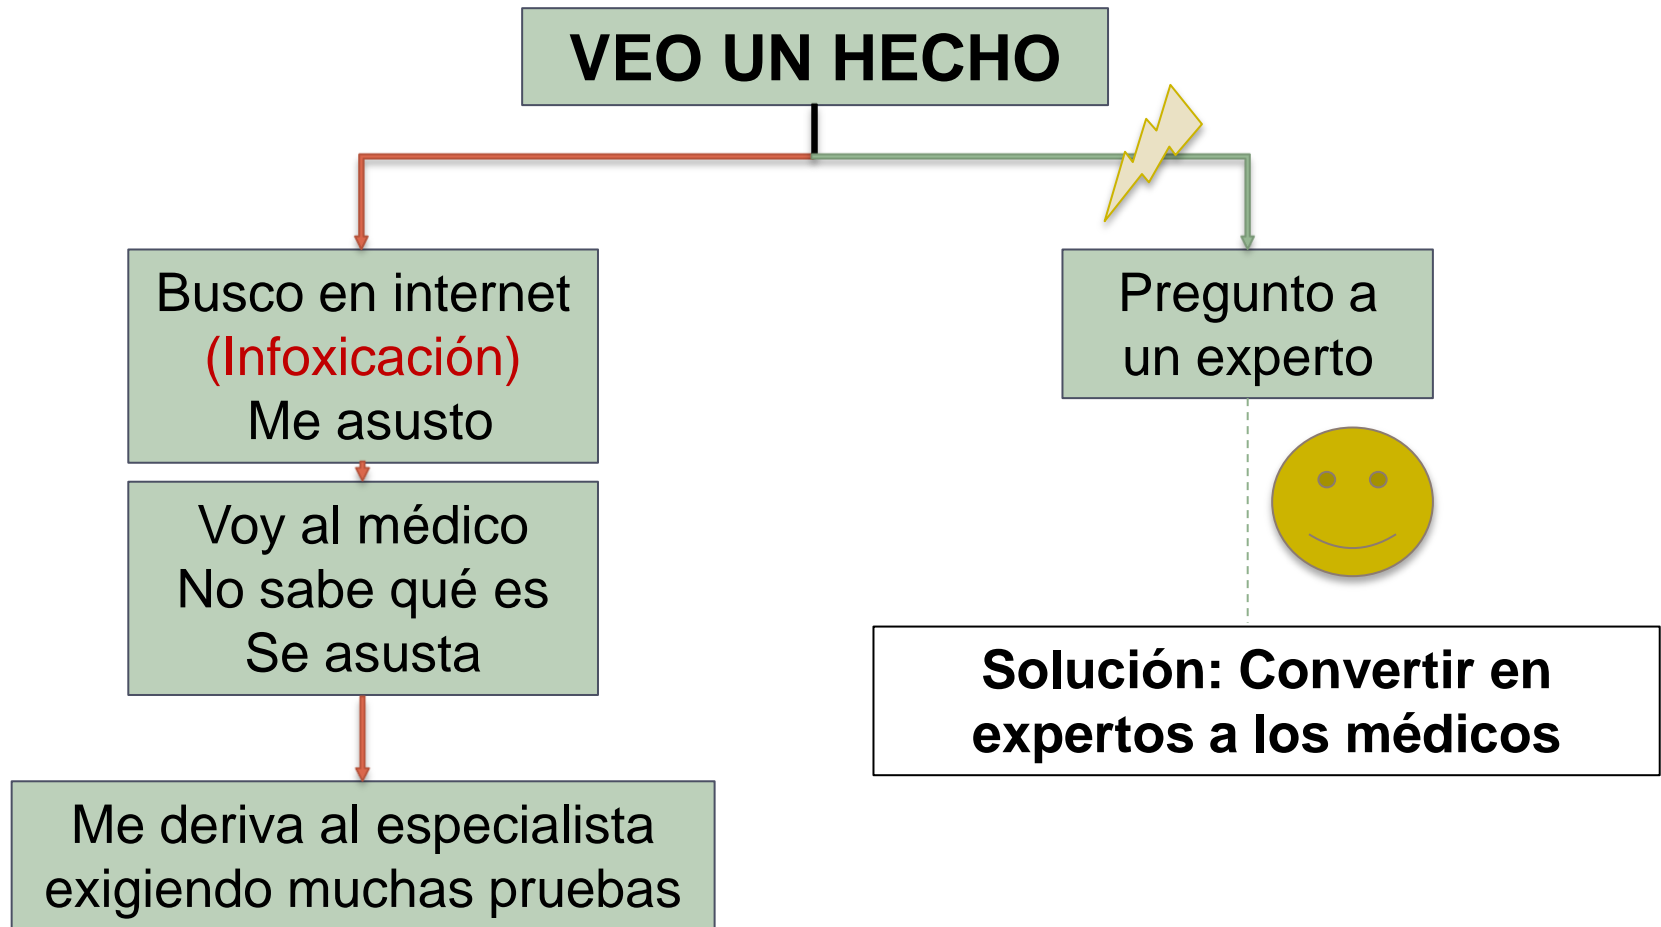 VEO UN HECHO
Busco en internet
(Infoxicación)
Me asusto
Pregunto a
un experto
Voy al médico
No sabe qué es
Se asusta
Solución: Convertir en
expertos a los médicos
Me deriva al especialista
exigiendo muchas pruebas